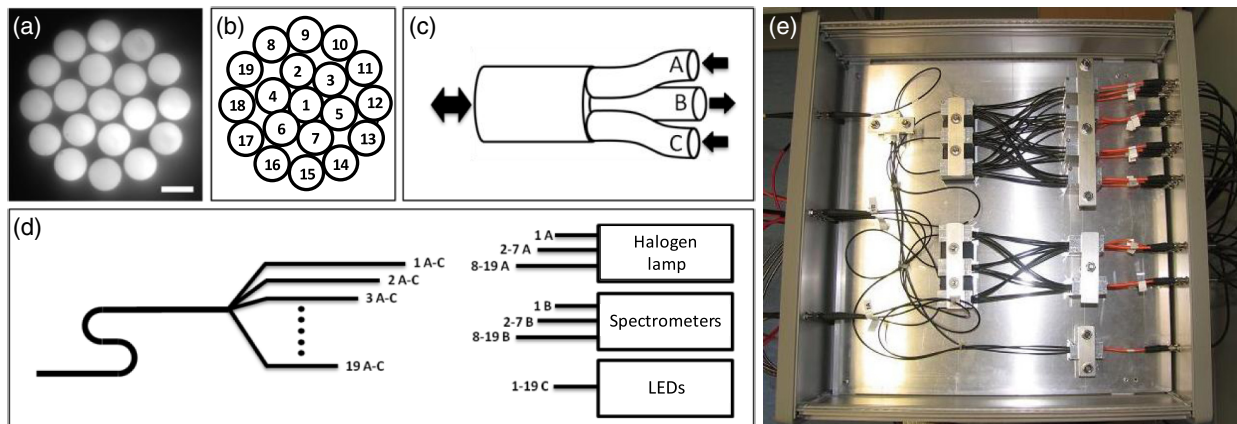 (a)
(b)
9
8 10
19 2 11
3
4
18 1 12
5
6
17 7 13
16 14
15
(c)
A
B
C
(d)
1 A-C
2 A-C
3 A-C
19 A-C
1 A
2-7 A
8-19 A
Halogen
lamp
1 B
2-7 B
8-19 B
Spectrometers
1-19 C
LEDs
(e)